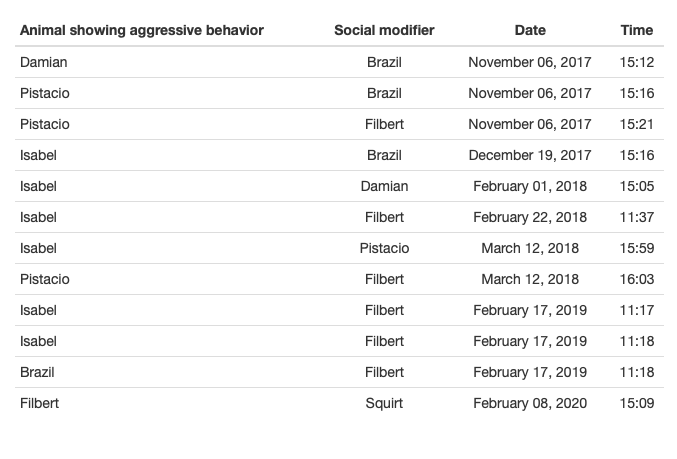 Animal showing aggressive behavior Social modifier Date Time
Damian Brazil November 06, 2017 15:12
Pistacio Brazil November 06, 2017 15:16
Pistacio Filbert November 06, 2017 15:21
Isabel Brazil December 19, 2017 15:16
Isabel Damian February 01, 2018 15:05
Isabel Filbert February 22, 2018 11:37
Isabel Pistacio March 12, 2018 15:59
Pistacio Filbert March 12, 2018 16:03
Isabel Filbert February 17, 2019 11:17
Isabel Filbert February 17, 2019 11:18
Brazil Filbert February 17, 2019 11:18
Filbert Squirt February 08, 2020 15:09